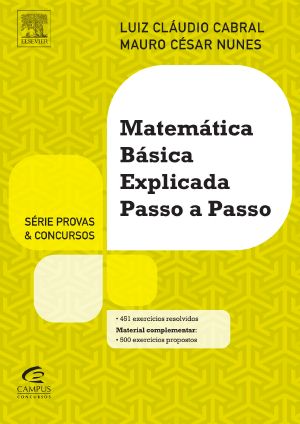 ELSEVIER
LUIZ CLÁUDIO CABRAL
MAURO CÉSAR NUNES
Matemática
Básica
Explicada
Passo a Passo
SÉRIE PROVAS
& CONCURSOS
• 451 exercícios resolvidos
Material complementar:
• 500 exercícios propostos
CAMPUS
CONCURSOS